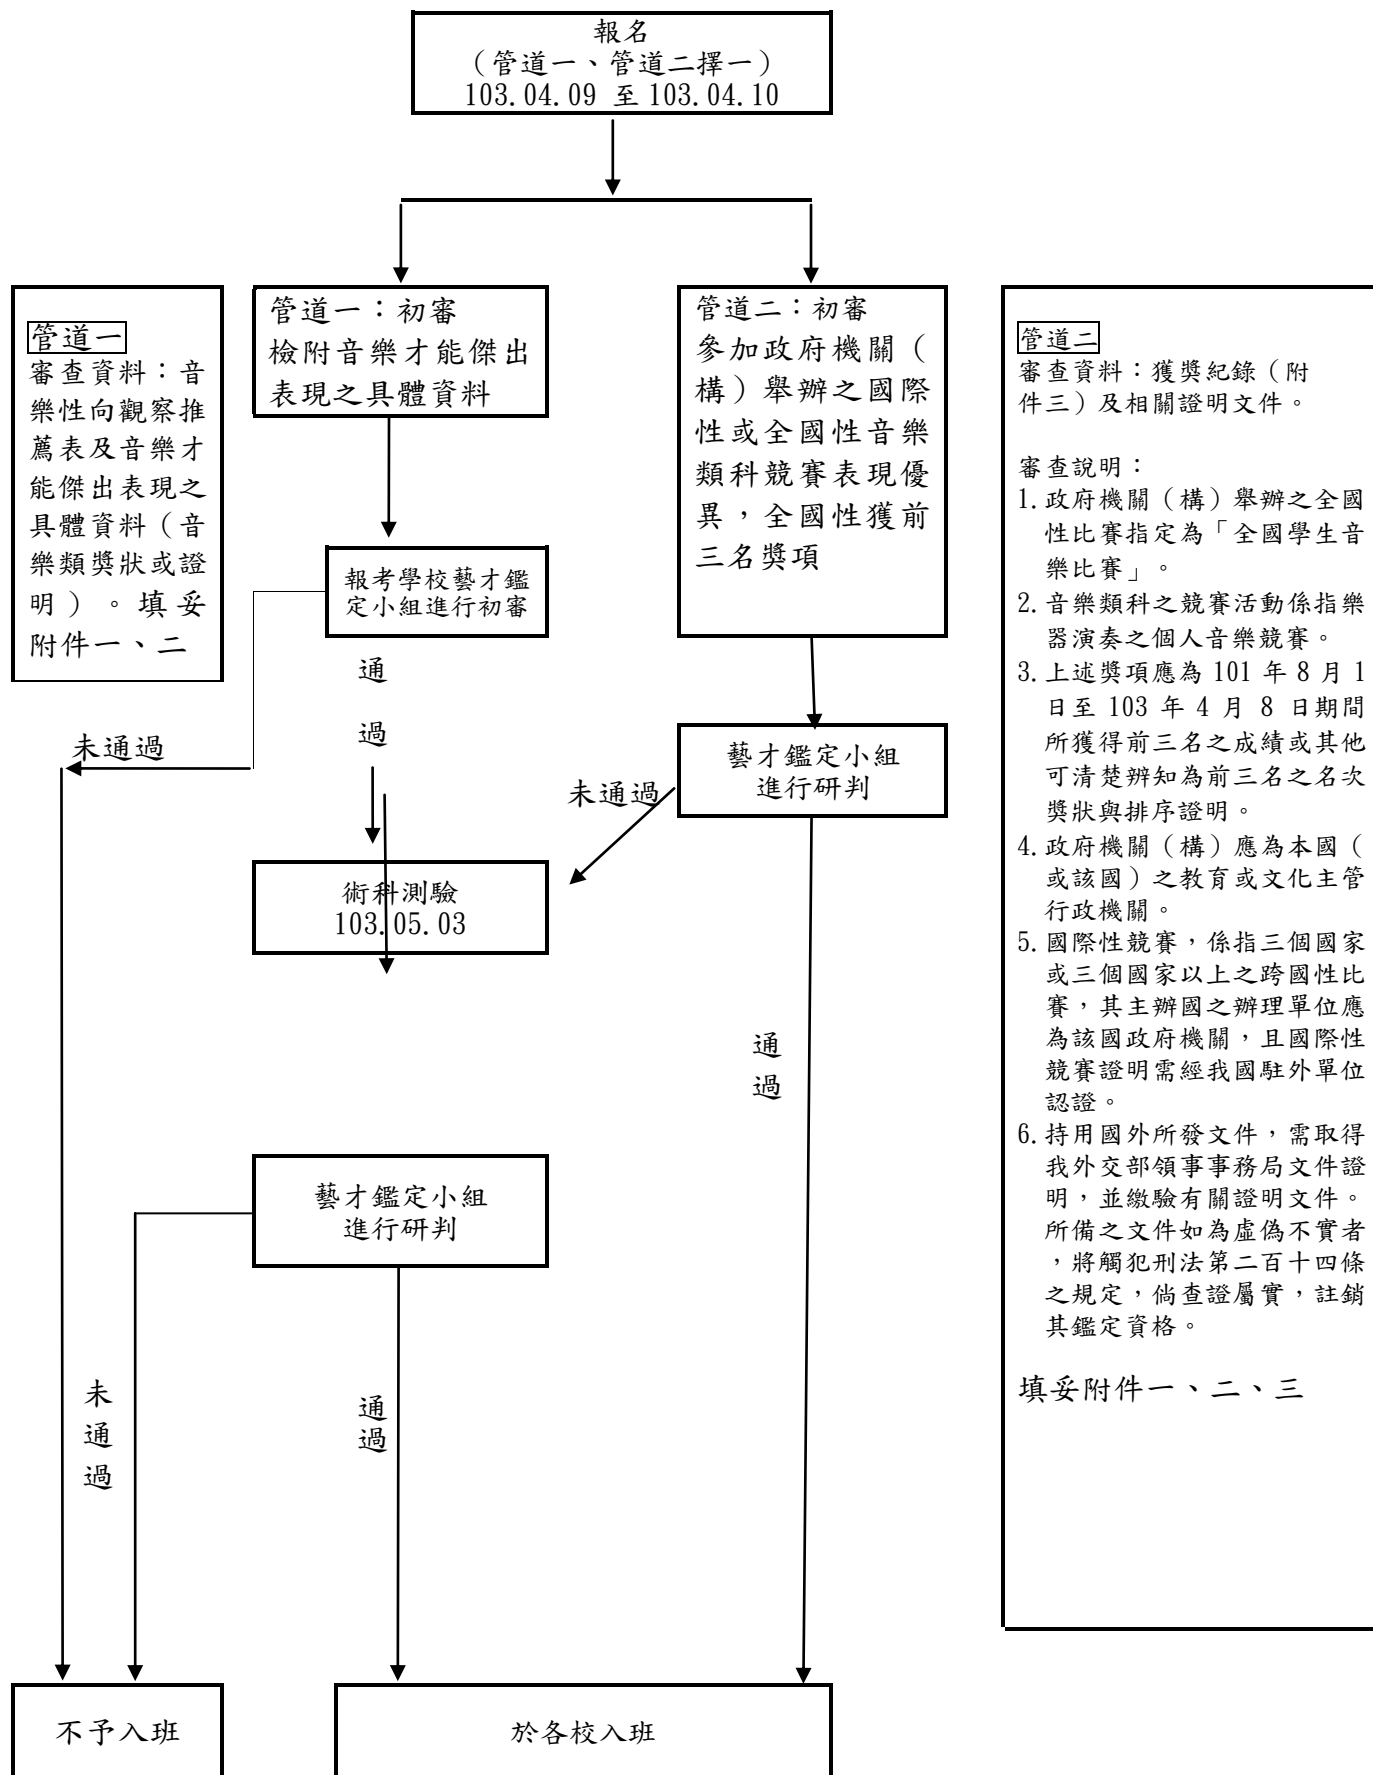 報名
(管道一、管道二擇一)
103.04.09 至 103.04.10
管道一
審查資料：音
樂性向觀察推
薦表及音樂才
能傑出表現之
具體資料（音
樂類獎狀或證
明）。填妥
附件一、二
管道一：初審
檢附音樂才能傑出
表現之具體資料
管道二：初審
參加政府機關（
構）舉辦之國際
性或全國性音樂
類科競賽表現優
異，全國性獲前
三名獎項
管道二
審查資料：獲獎紀錄（附
件三）及相關證明文件。
審查說明：
1.政府機關（構）舉辦之全國
性比賽指定為「全國學生音
樂比賽」。
2.音樂類科之競賽活動係指樂
器演奏之個人音樂競賽。
3.上述獎項應為 101 年 8 月 1
日至 103 年 4 月 8 日期間
所獲得前三名之成績或其他
可清楚辨知為前三名之名次
獎狀與排序證明。
4.政府機關（構）應為本國（
或該國）之教育或文化主管
行政機關。
5.國際性競賽，係指三個國家
或三個國家以上之跨國性比
賽，其主辦國之辦理單位應
為該國政府機關，且國際性
競賽證明需經我國駐外單位
認證。
6.持用國外所發文件，需取得
我外交部領事事務局文件證
明，並繳驗有關證明文件。
所備之文件如為虛偽不實者
，將觸犯刑法第二百十四條
之規定，倘查證屬實，註銷
其鑑定資格。
填妥附件一、二、三
報考學校藝才鑑
定小組進行初審
通
過
未通過
藝才鑑定小組
進行研判
未通過
術科測驗
103.05.03
通
過
藝才鑑定小組
進行研判
未
通
過
通
過
不予入班
於各校入班